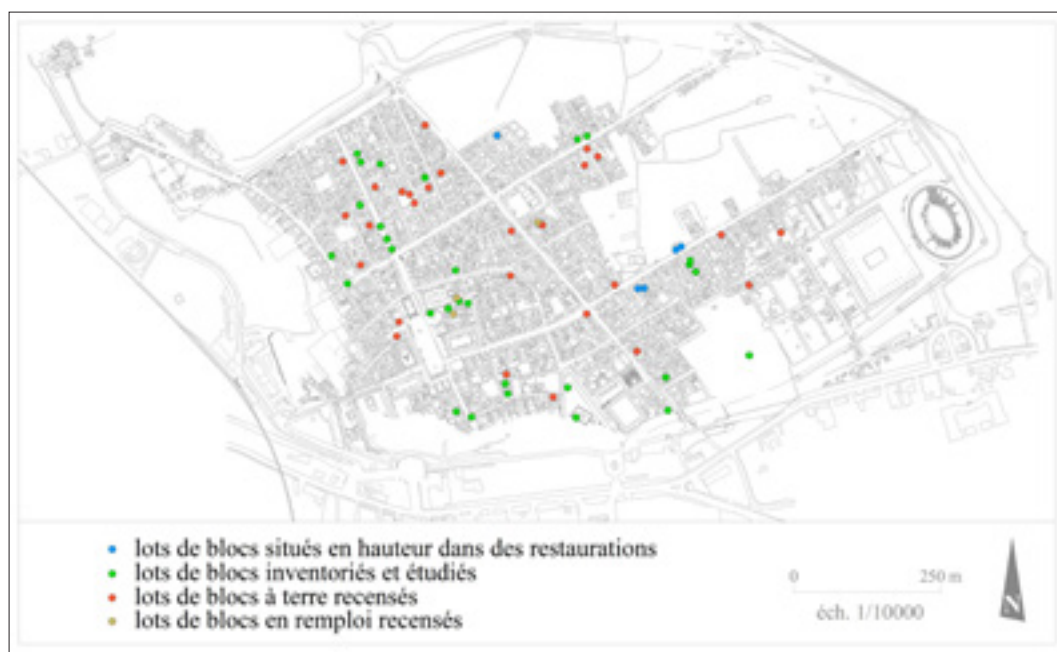 lots de blocs situés en hauteur dans des restaurations
lots de blocs inventoriés et étudiés
lots de blocs à terre recensés
lots de blocs en remploi recensés
0 250 m
éch. 1/10000
N